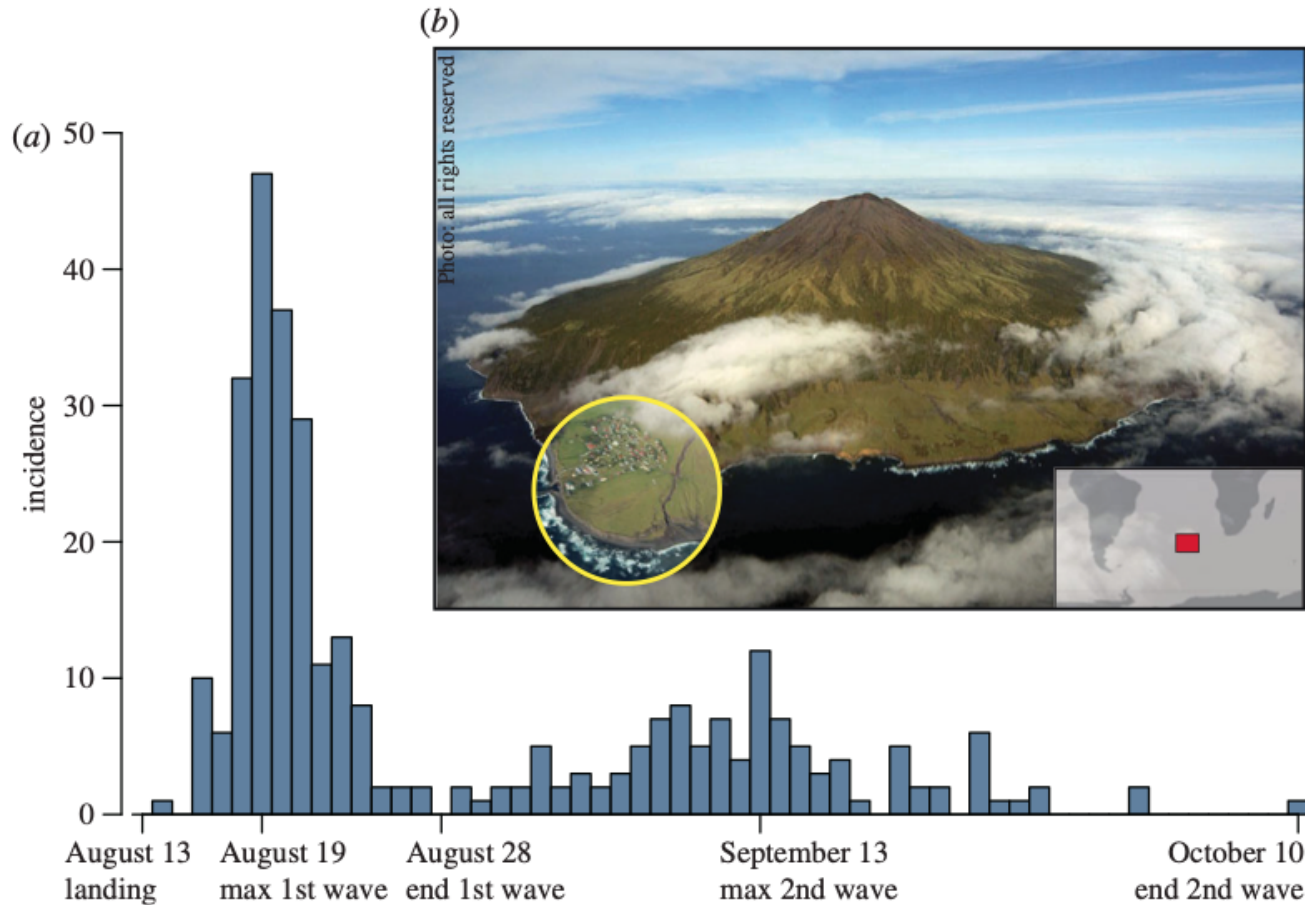 (b)
Photo: all rights reserved
(a)
50
40
30
20
10
0
incidence
August 13
landing
August 19
max 1st wave
August 28
end 1st wave
September 13
max 2nd wave
October 10
end 2nd wave